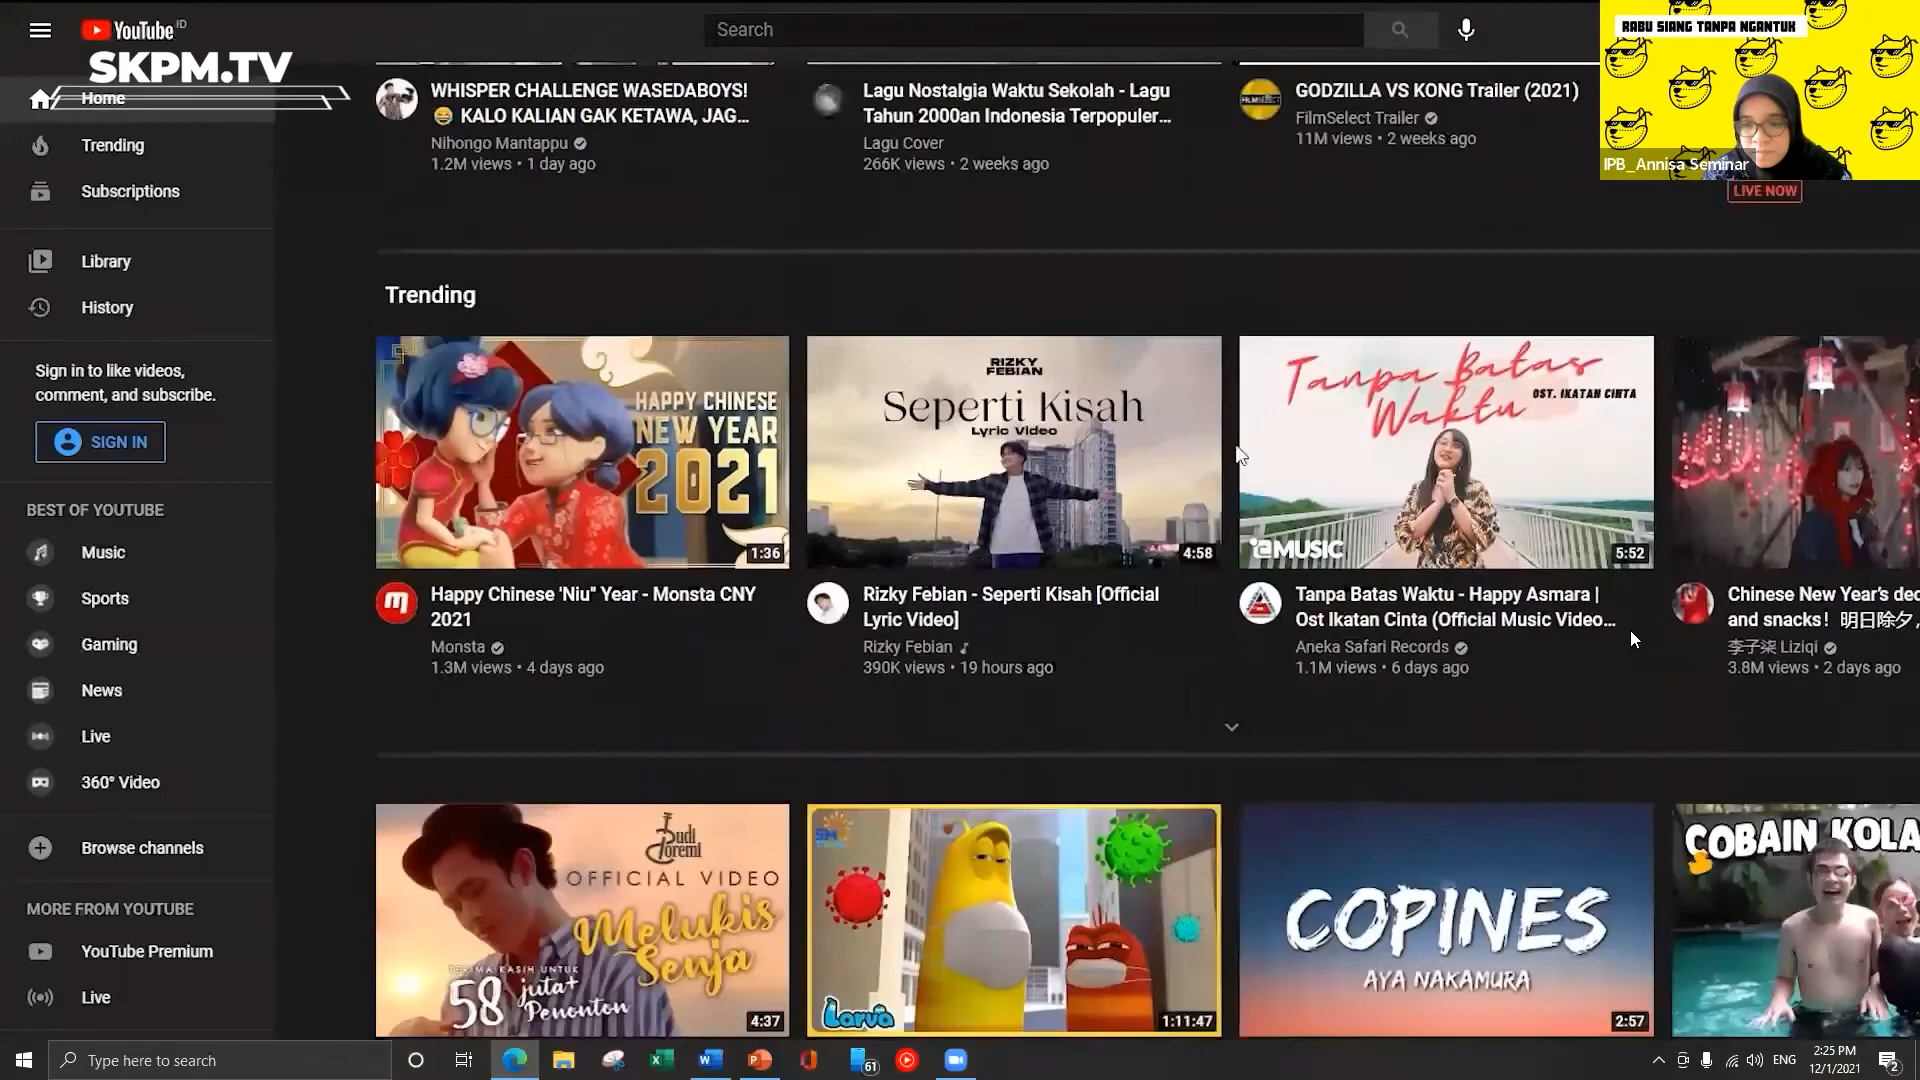 YouTube ID
Search
SKPM.TV
Home
Trending
Subscriptions
Library
History
Sign in to like videos,
comment, and subscribe.
SIGN IN
BEST OF YOUTUBE
Music
Sports
Gaming
News
Live
360° Video
Browse channels
MORE FROM YOUTUBE
YouTube Premium
Live
WHISPER CHALLENGE WASEDABOYS!
😂 KALO KALIAN GAK KETAWA, JAG...
Nihongo Mantappu
1.2M views • 1 day ago
Lagu Nostalgia Waktu Sekolah - Lagu
Tahun 2000an Indonesia Terpopuler...
Lagu Cover
266K views • 2 weeks ago
FILMSELECT
GODZILLA VS KONG Trailer (2021)
FilmSelect Trailer
11M views • 2 weeks ago
RABU SIANG TANPA NGANTUK
IPB_Annisa Seminar
LIVE NOW
Trending
HAPPY CHINESE
NEW YEAR
2021
1:36
Happy Chinese 'Niu" Year - Monsta CNY
2021
Monsta
1.3M views • 4 days ago
RIZKY
FEBIAN
Seperti Kisah
Lyric Video
4:58
Rizky Febian - Seperti Kisah [Official
Lyric Video]
Rizky Febian
390K views • 19 hours ago
Tanpa Batas
Waktu
OST. IKATAN CINTA
MUSIC
5:52
Tanpa Batas Waktu - Happy Asmara |
Ost Ikatan Cinta (Official Music Video...
Aneka Safari Records
1.1M views • 6 days ago
Chinese New Year's dec
and snacks! 明日除夕,
李子柒 Liziqi
3.8M views • 2 days ago
Budi
Doremi
OFFICIAL VIDEO
Melukis
Senja
TERIMA KASIH UNTUK
58 juta+
Penonton
4:37
Larva
1:11:47
COPINES
AYA NAKAMURA
2:57
COBAIN KOLA
Type here to search
61
ENG
2:25 PM
12/1/2021
2